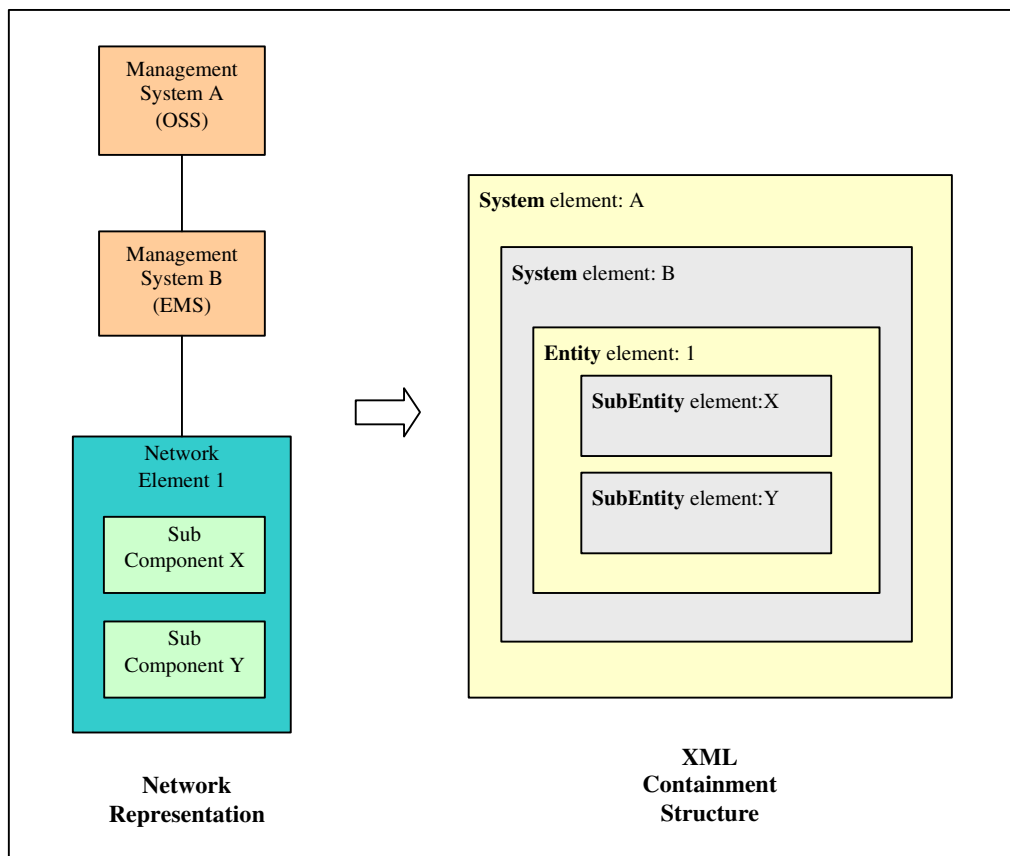 Management
System A
(OSS)
Management
System B
(EMS)
Network
Element 1
Sub
Component X
Sub
Component Y
Network
Representation
System element: A
System element: B
Entity element: 1
SubEntity element:X
SubEntity element:Y
XML
Containment
Structure